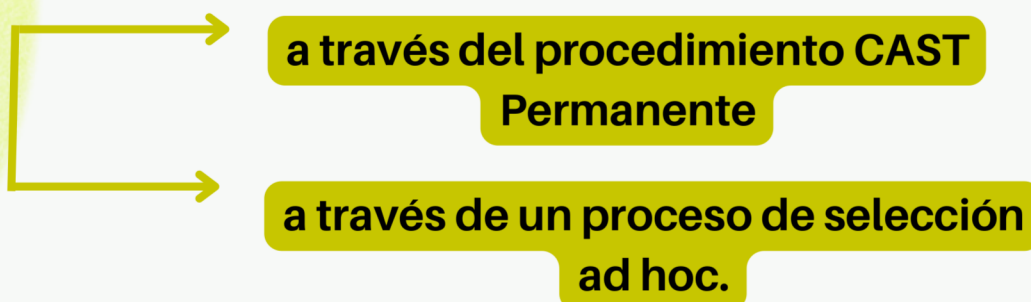 a través del procedimiento CAST
Permanente
a través de un proceso de selección
ad hoc.